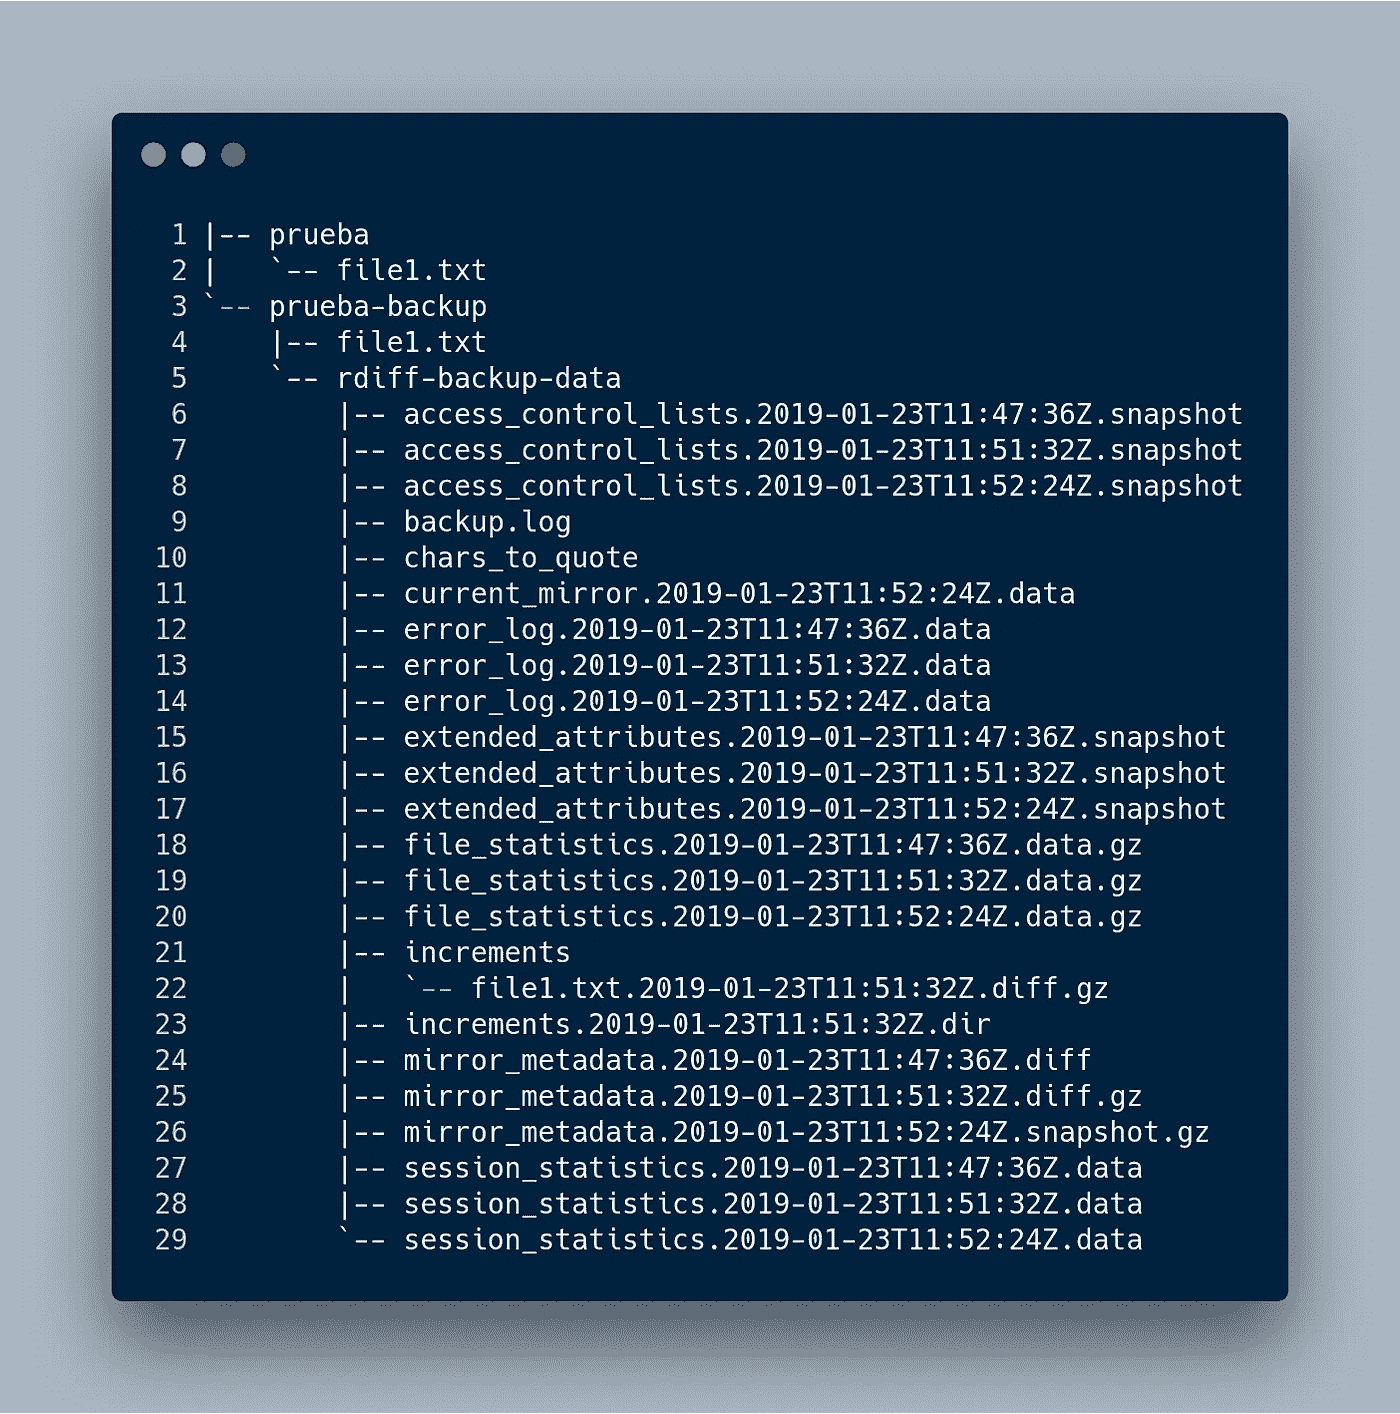 1 |-- prueba
2 |   `-- file1.txt
3 `-- prueba-backup
4     |-- file1.txt
5     `-- rdiff-backup-data
6         |-- access_control_lists.2019-01-23T11:47:36Z.snapshot
7         |-- access_control_lists.2019-01-23T11:51:32Z.snapshot
8         |-- access_control_lists.2019-01-23T11:52:24Z.snapshot
9         |-- backup.log
10         |-- chars_to_quote
11         |-- current_mirror.2019-01-23T11:52:24Z.data
12         |-- error_log.2019-01-23T11:47:36Z.data
13         |-- error_log.2019-01-23T11:51:32Z.data
14         |-- error_log.2019-01-23T11:52:24Z.data
15         |-- extended_attributes.2019-01-23T11:47:36Z.snapshot
16         |-- extended_attributes.2019-01-23T11:51:32Z.snapshot
17         |-- extended_attributes.2019-01-23T11:52:24Z.snapshot
18         |-- file_statistics.2019-01-23T11:47:36Z.data.gz
19         |-- file_statistics.2019-01-23T11:51:32Z.data.gz
20         |-- file_statistics.2019-01-23T11:52:24Z.data.gz
21         |-- increments
22         |   `-- file1.txt.2019-01-23T11:51:32Z.diff.gz
23         |-- increments.2019-01-23T11:51:32Z.dir
24         |-- mirror_metadata.2019-01-23T11:47:36Z.diff
25         |-- mirror_metadata.2019-01-23T11:51:32Z.diff.gz
26         |-- mirror_metadata.2019-01-23T11:52:24Z.snapshot.gz
27         |-- session_statistics.2019-01-23T11:47:36Z.data
28         |-- session_statistics.2019-01-23T11:51:32Z.data
29         `-- session_statistics.2019-01-23T11:52:24Z.data